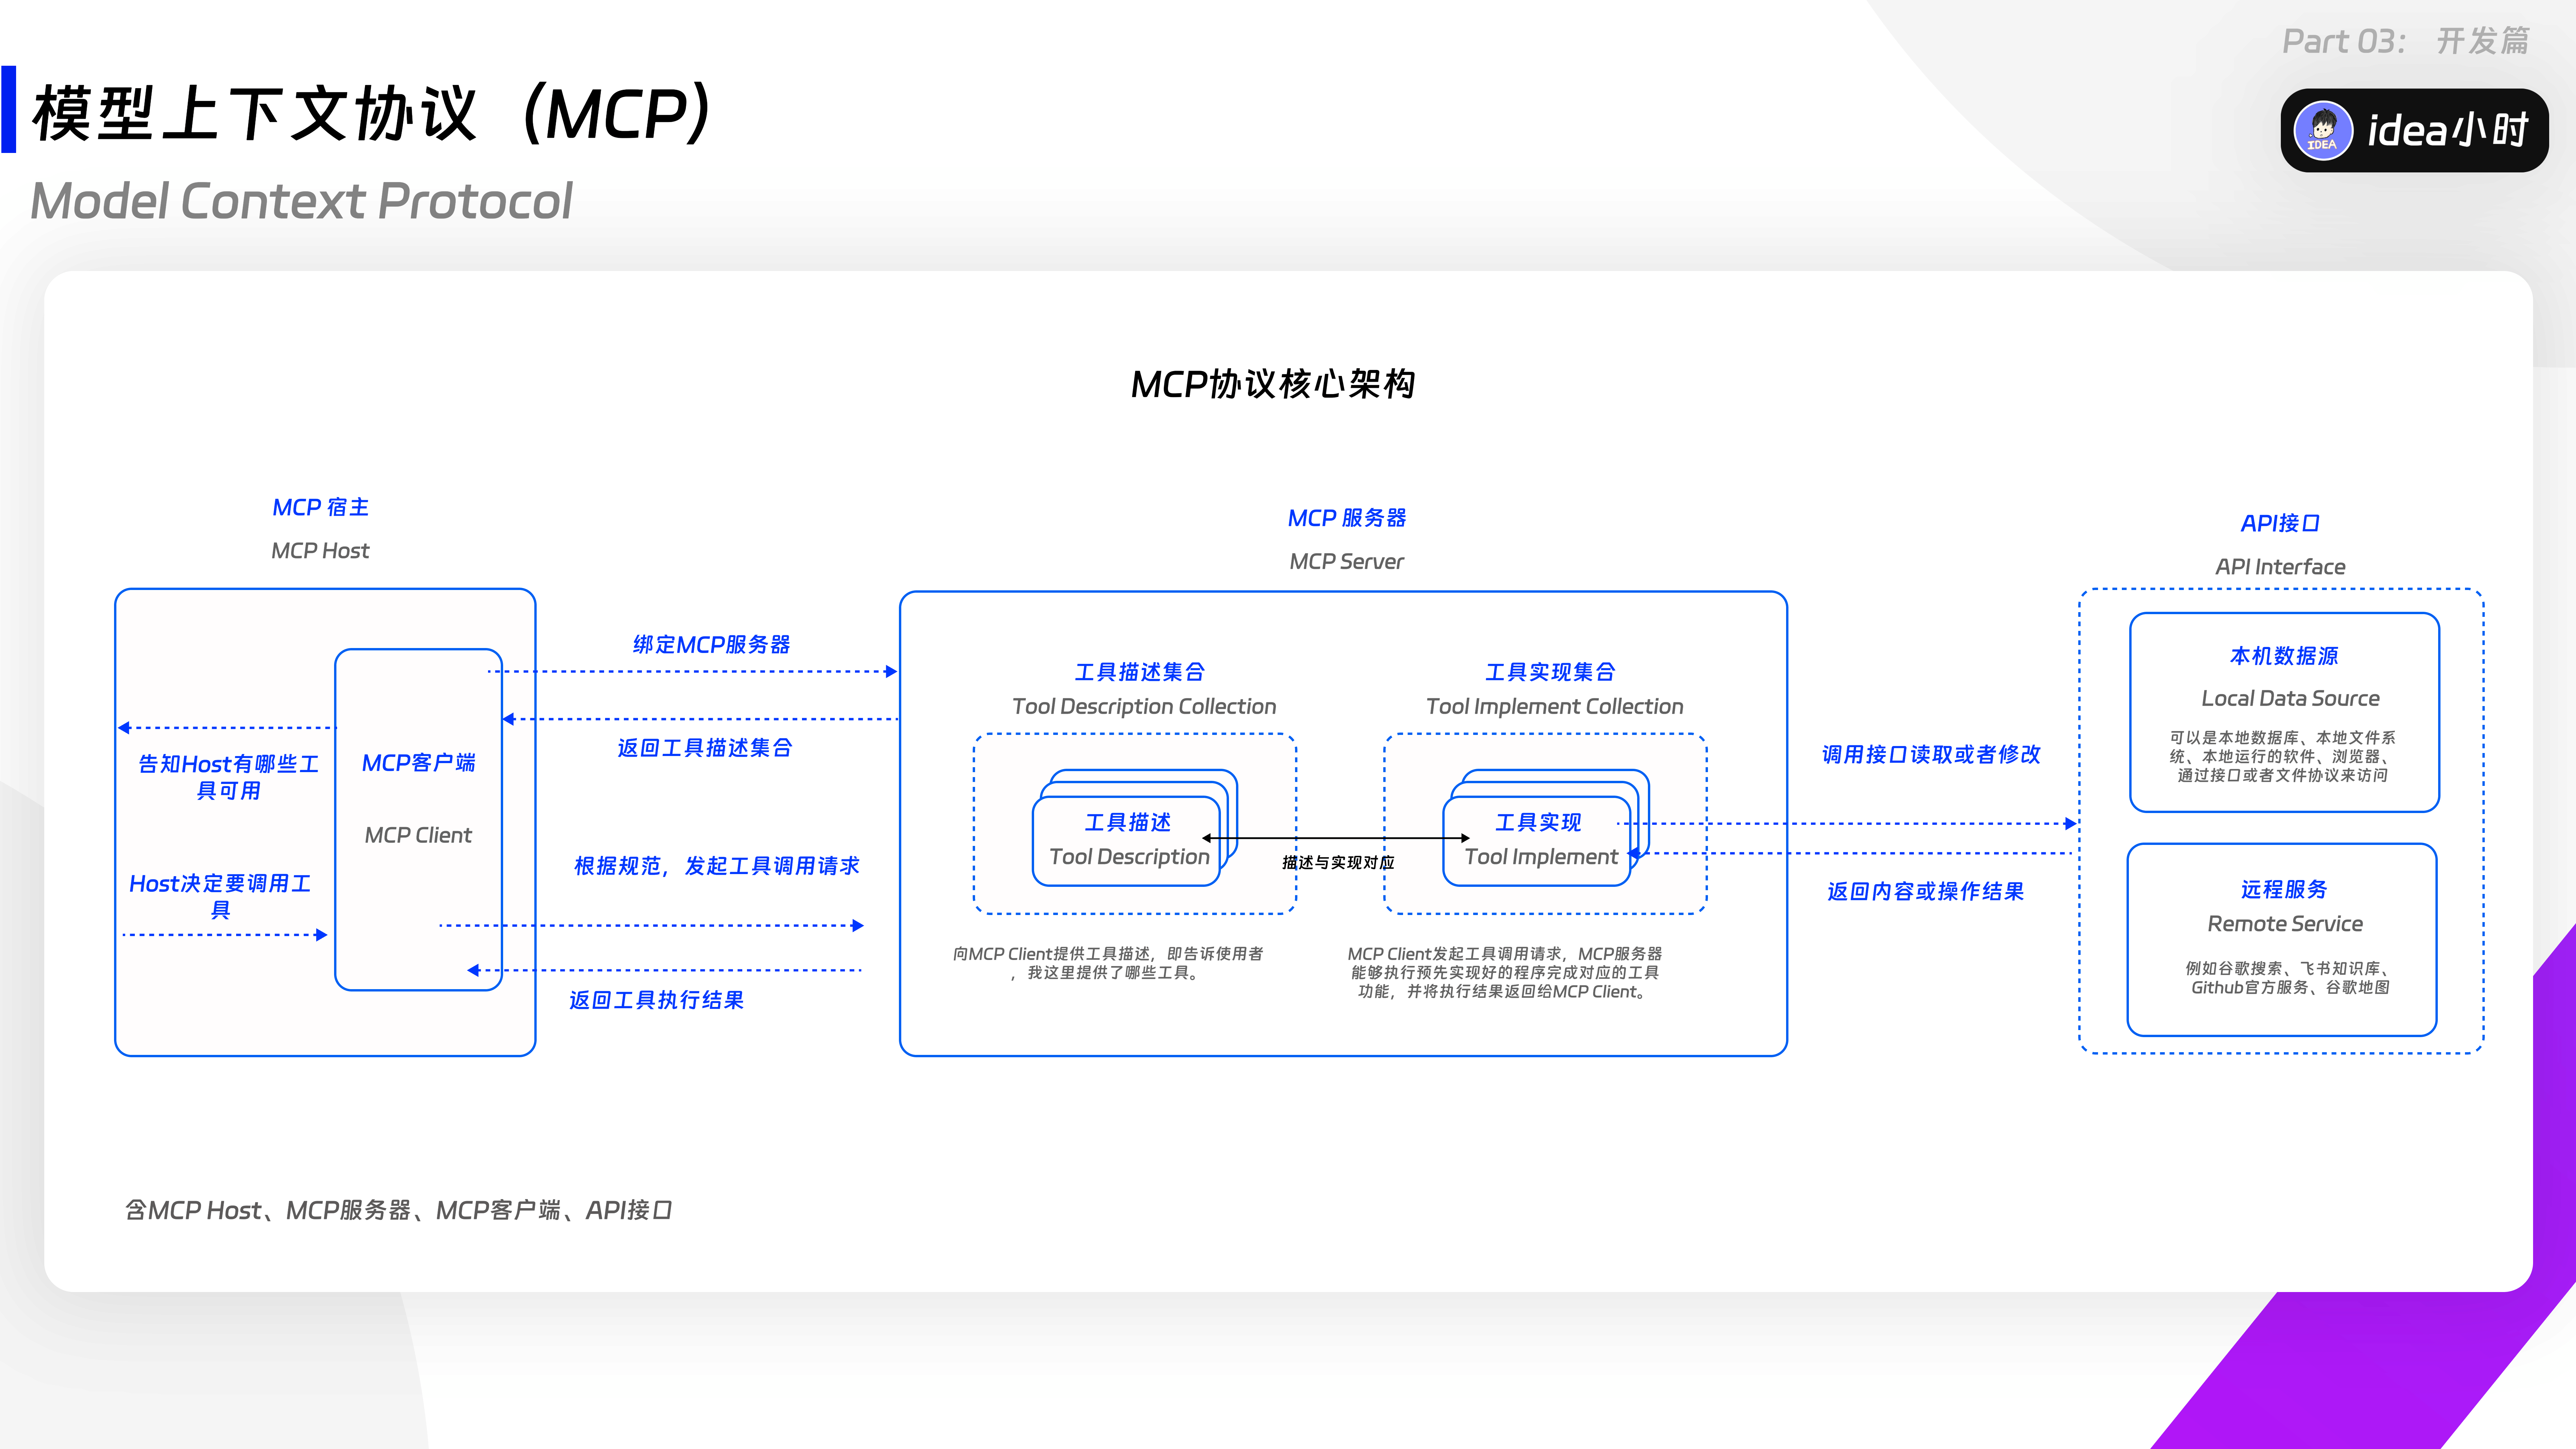 Part 03： 开发篇
模型上下文协议（MCP）
IDEA
idea小时
Model Context Protocol
MCP协议核心架构
MCP 宿主
MCP Host
告知Host有哪些工
具可用
Host决定要调用工
具
MCP客户端
MCP Client
绑定MCP服务器
返回工具描述集合
根据规范，发起工具调用请求
返回工具执行结果
MCP 服务器
MCP Server
工具描述集合
Tool Description Collection
工具描述
Tool Description
向MCP Client提供工具描述，即告诉使用者
，我这里提供了哪些工具。
描述与实现对应
工具实现集合
Tool Implement Collection
工具实现
Tool Implement
MCP Client发起工具调用请求，MCP服务器
能够执行预先实现好的程序完成对应的工具
功能，并将执行结果返回给MCP Client。
调用接口读取或者修改
返回内容或操作结果
API接口
API Interface
本机数据源
Local Data Source
可以是本地数据库、本地文件系
统、本地运行的软件、浏览器、
通过接口或者文件协议来访问
远程服务
Remote Service
例如谷歌搜索、飞书知识库、
Github官方服务、谷歌地图
含MCP Host、MCP服务器、MCP客户端、API接口